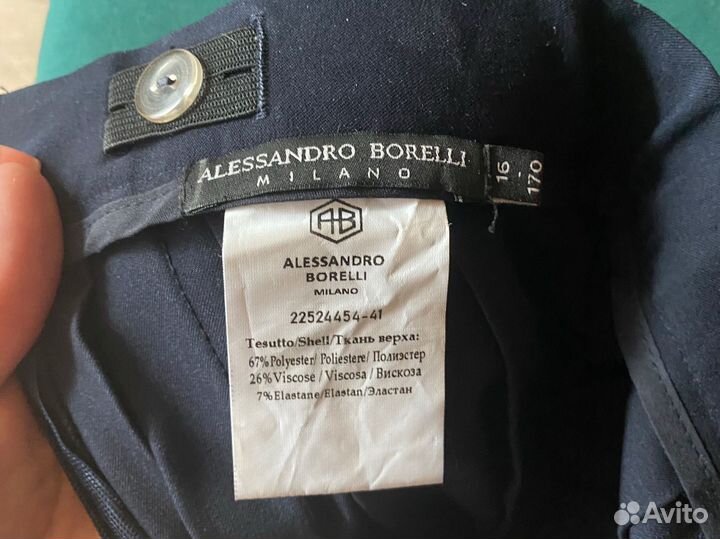 ALESSANDRO BORELLI
MILANO
16
170
AB
ALESSANDRO
BORELLI
MILANO
22524454-41
Tesutto/Shell/Ткань верха:
67% Polyester/ Poliestere/ Полиэстер
26% Viscose / Viscosa / Вискоза
7% Elastane/Elastan/Эластан
Avito